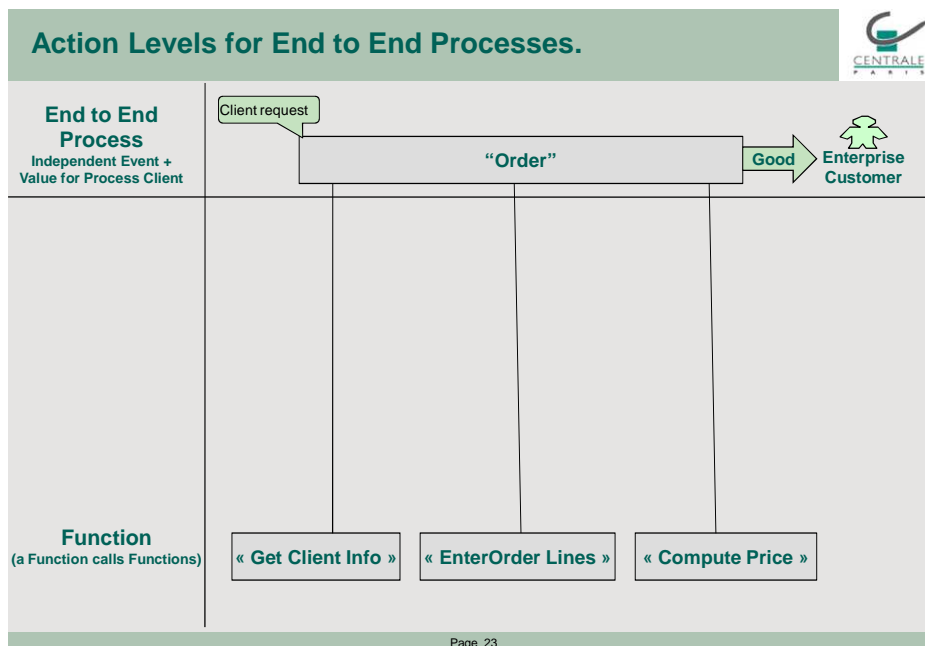 Action Levels for End to End Processes.
CENTRALE
PARIS
End to End
Process
Independent Event +
Value for Process Client
Client request
“Order”
Good
Enterprise
Customer
Function
(a Function calls Functions)
« Get Client Info »
« EnterOrder Lines »
« Compute Price »
Page 23